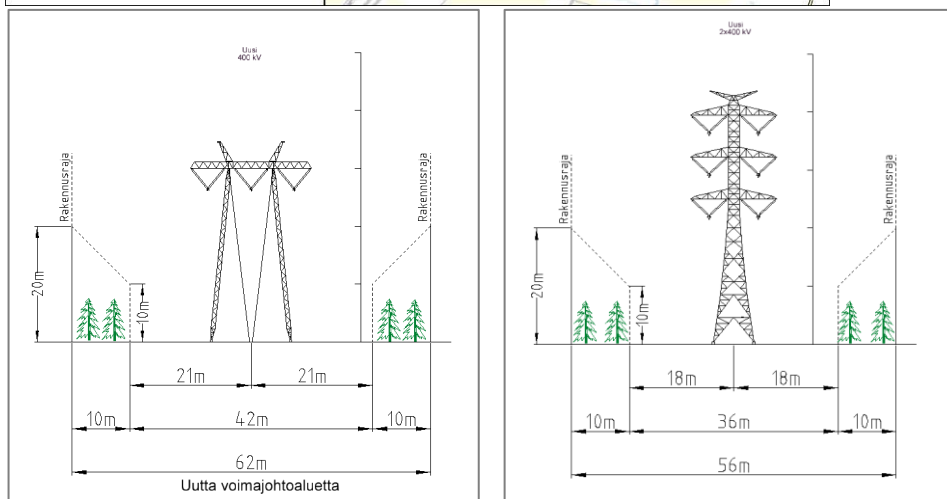 Uusi
400 kV
Rakennusraja
Rakennusraja
20m
10m
21m
21m
10m
42m
10m
62m
Uutta voimajohtoaluetta
Uusi
2x400 kV
Rakennusraja
Rakennusraja
20m
10m
18m
18m
10m
36m
10m
56m